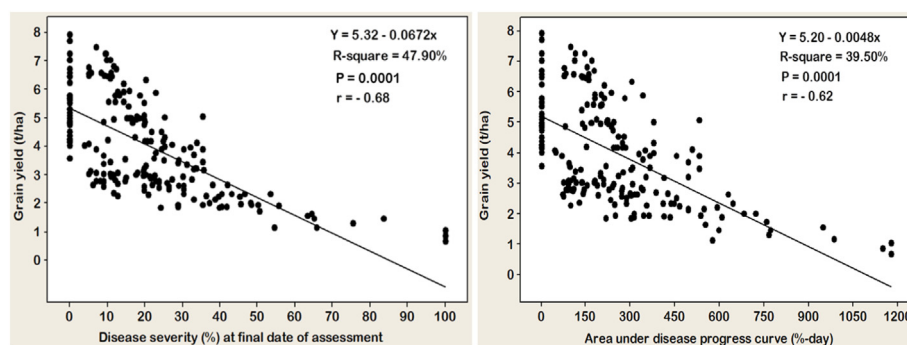 Y = 5.32 - 0.0672x
R-square = 47.90%
P = 0.0001
r = - 0.68
Grain yield (t/ha)
8
7
6
5
4
3
2
1
0
0 10 20 30 40 50 60 70 80 90 100
Disease severity (%) at final date of assessment
Y = 5.20 - 0.0048x
R-square = 39.50%
P = 0.0001
r = - 0.62
Grain yield (t/ha)
8
7
6
5
4
3
2
1
0
0 150 300 450 600 750 900 1050 1200
Area under disease progress curve (%-day)